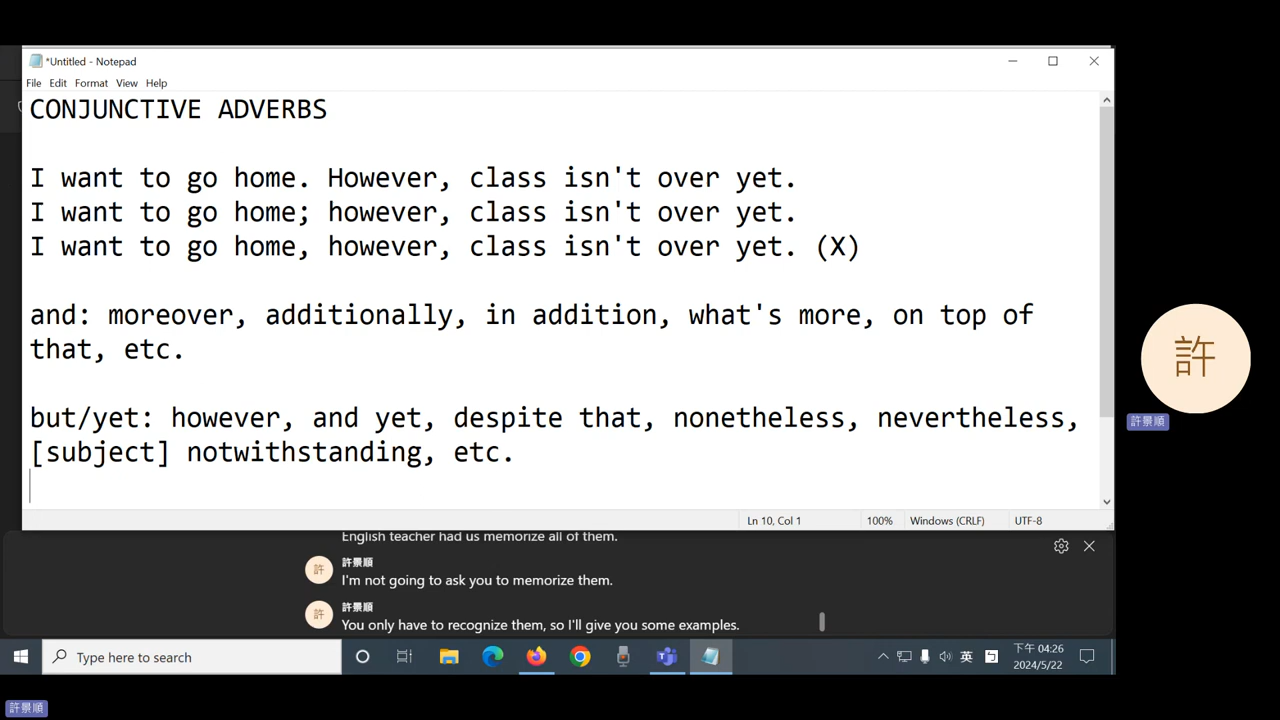 *Untitled - Notepad
File Edit Format View Help
CONJUNCTIVE ADVERBS
I want to go home. However, class isn't over yet.
I want to go home; however, class isn't over yet.
I want to go home, however, class isn't over yet. (X)
and: moreover, additionally, in addition, what's more, on top of
that, etc.
but/yet: however, and yet, despite that, nonetheless, nevertheless,
[subject] notwithstanding, etc.
Ln 10, Col 1 100% Windows (CRLF) UTF-8
許
許景順
English teacher had us memorize all of them.
許
許景順
I'm not going to ask you to memorize them.
許
許景順
You only have to recognize them, so I'll give you some examples.
Type here to search
英
下午 04:26
2024/5/22
許景順